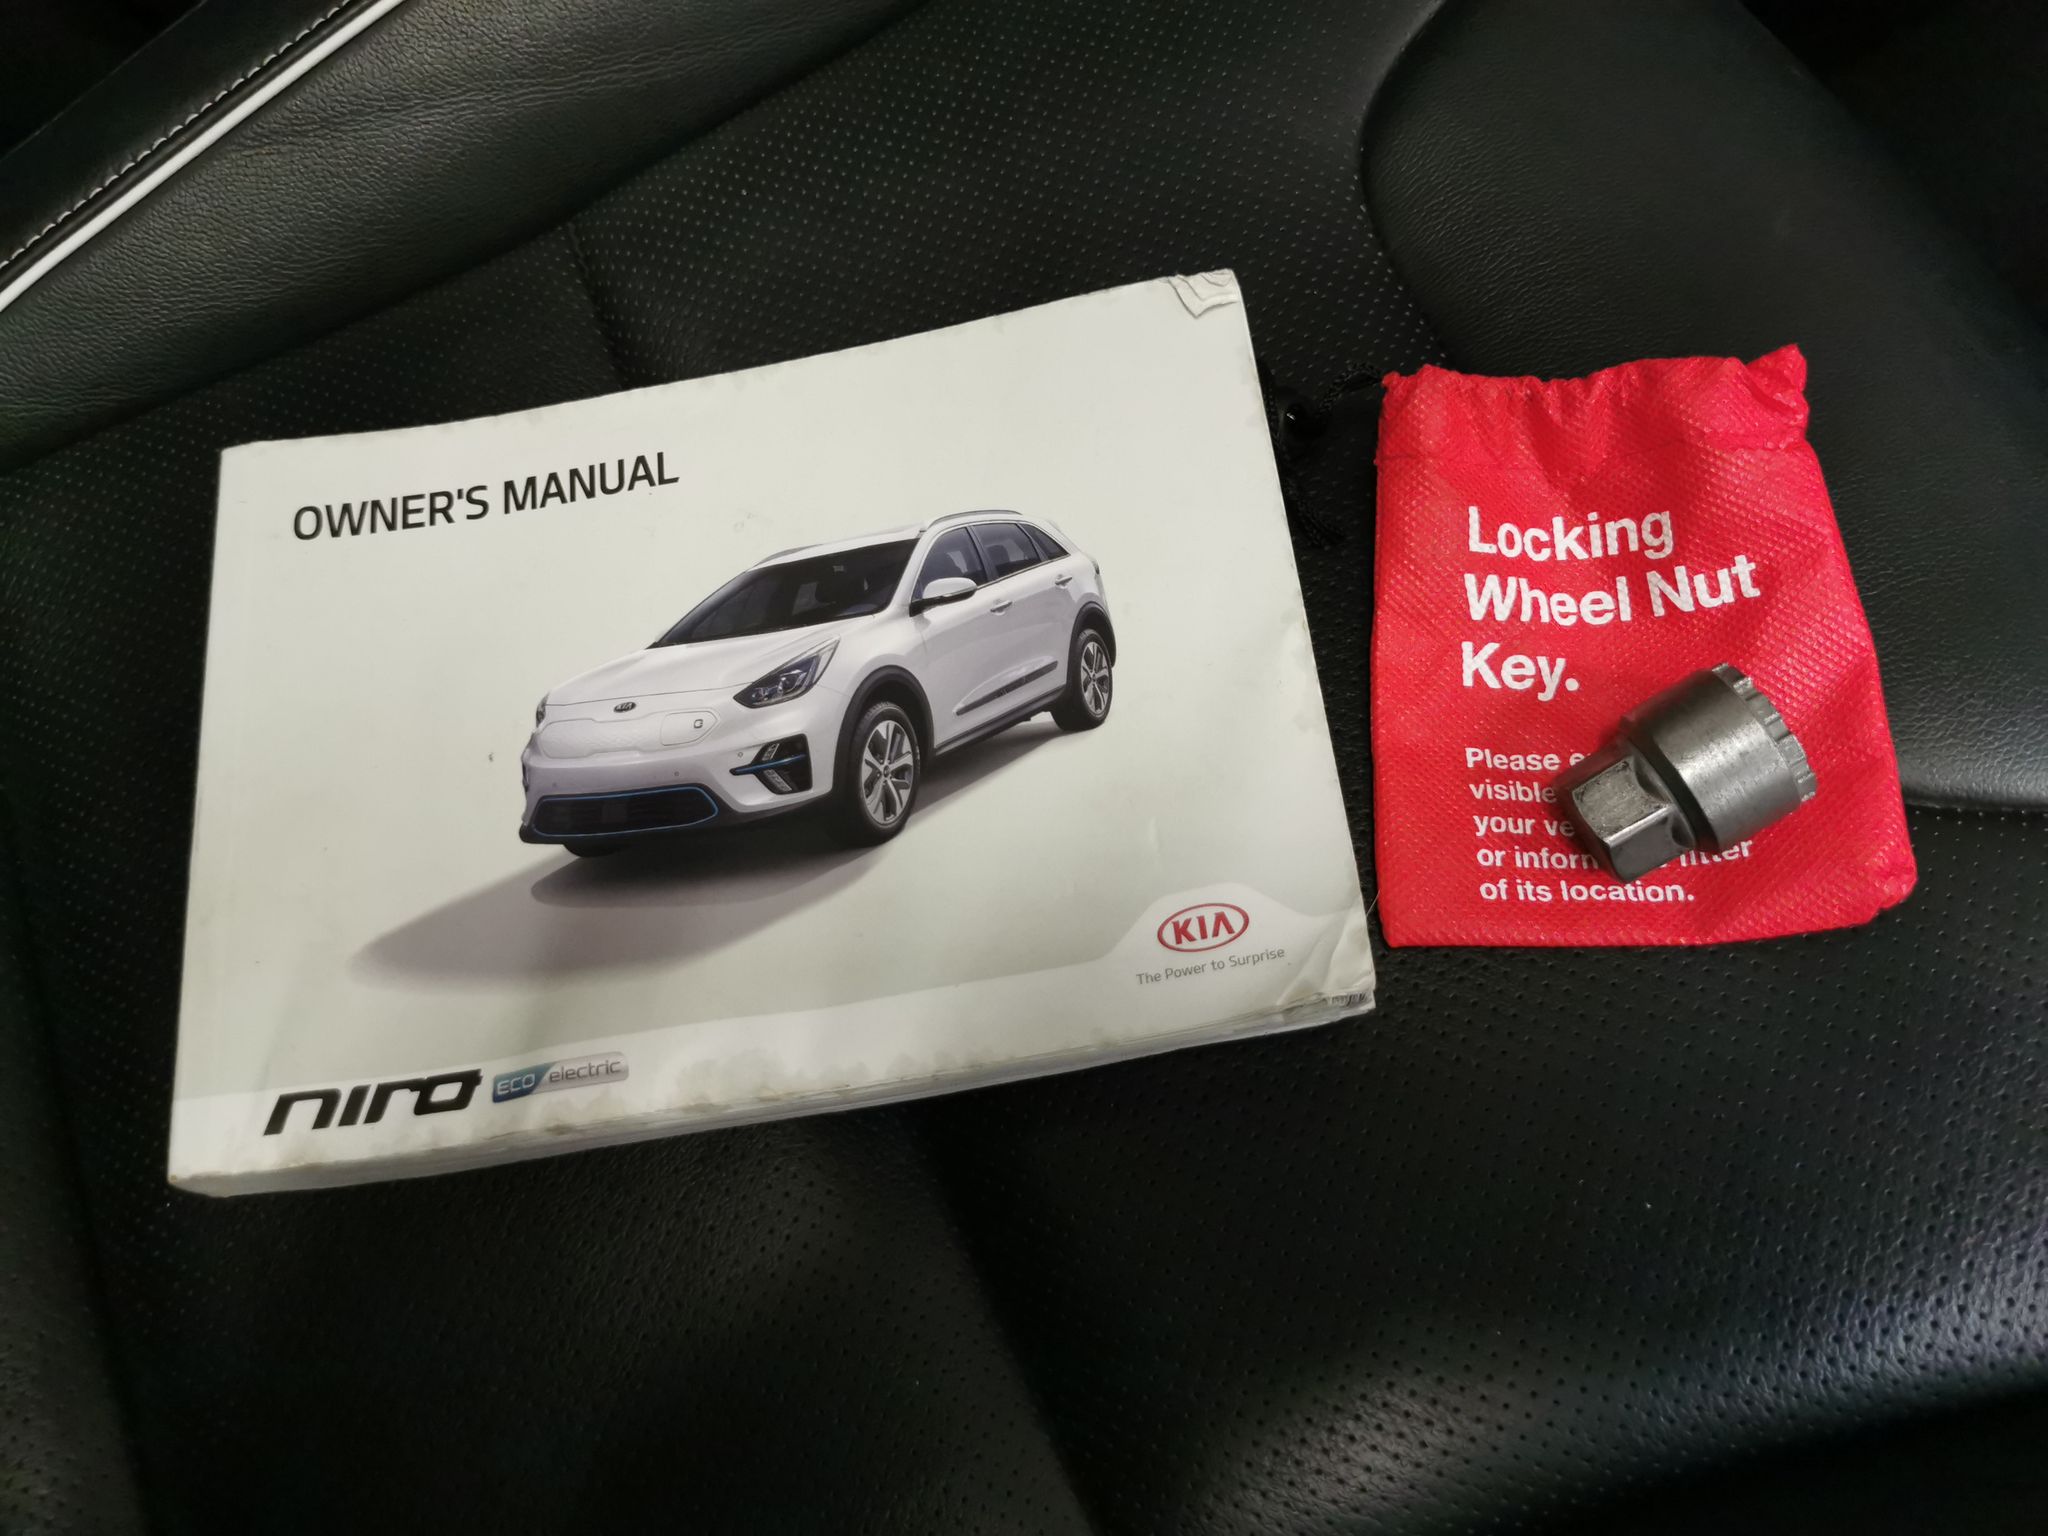 OWNER'S MANUAL
KIA
The Power to Surprise
niro ECO electric
Locking
Wheel Nut
Key.
Please
visible
your
or
of its location.